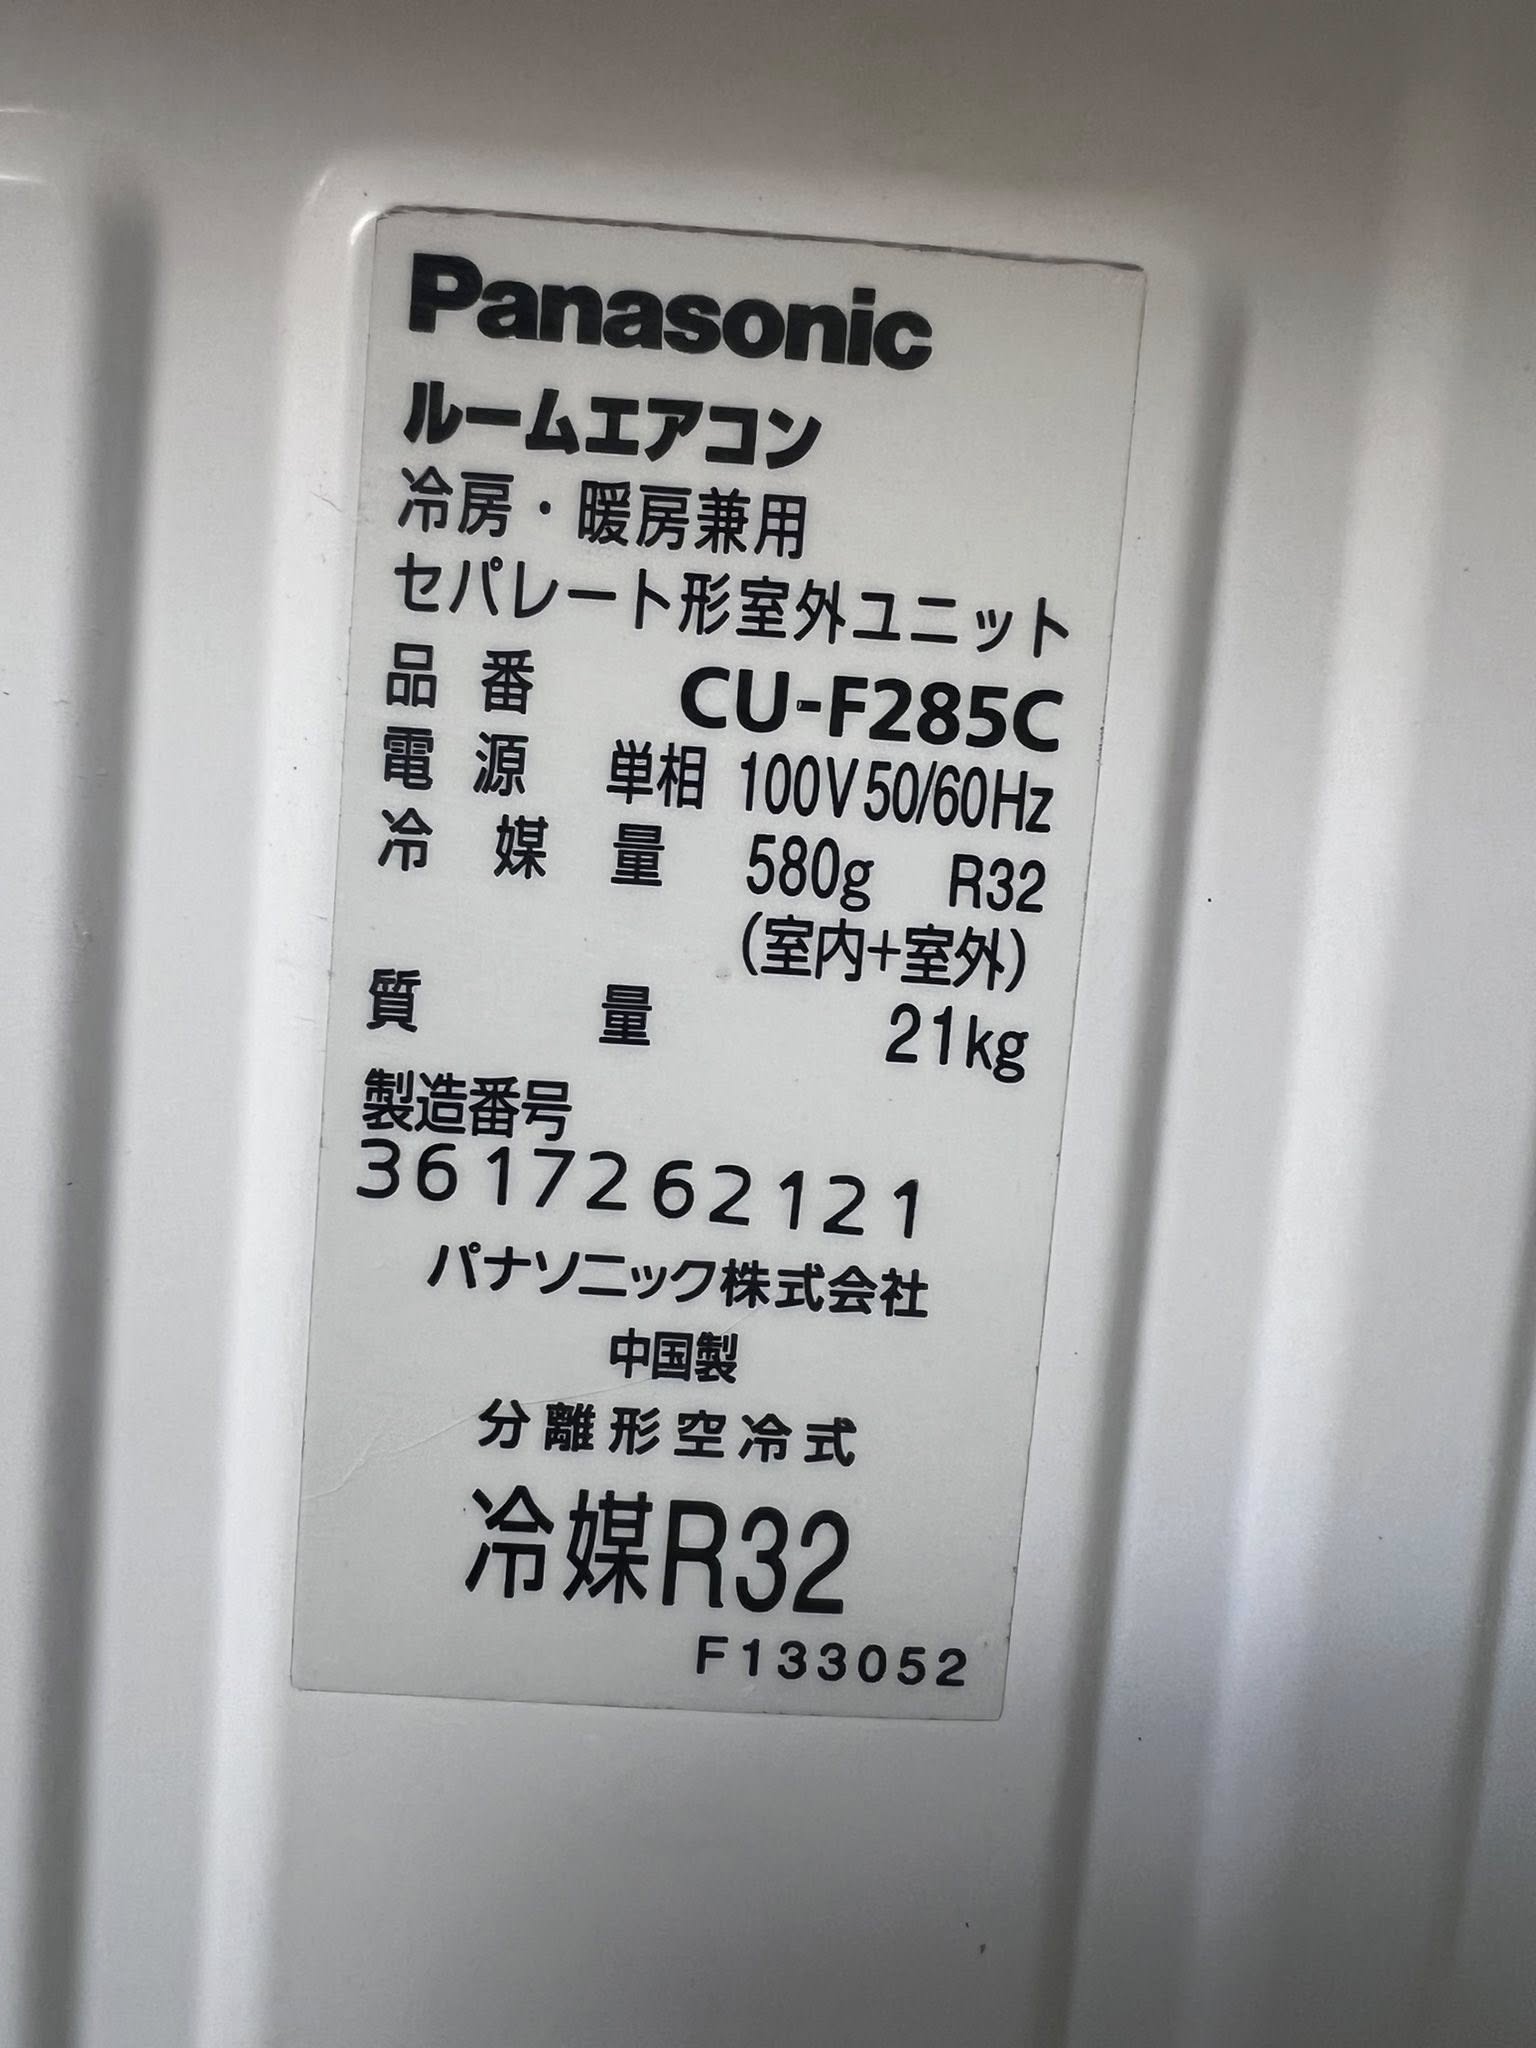 Panasonic
ルームエアコン
冷房・暖房兼用
セパレート形室外ユニット
品番 CU-F285C
電源 単相 100V 50/60Hz
冷媒量 580g R32
(室内+室外)
質量 21kg
製造番号
3617262121
パナソニック株式会社
中国製
分離形空冷式
冷媒R32
F133052